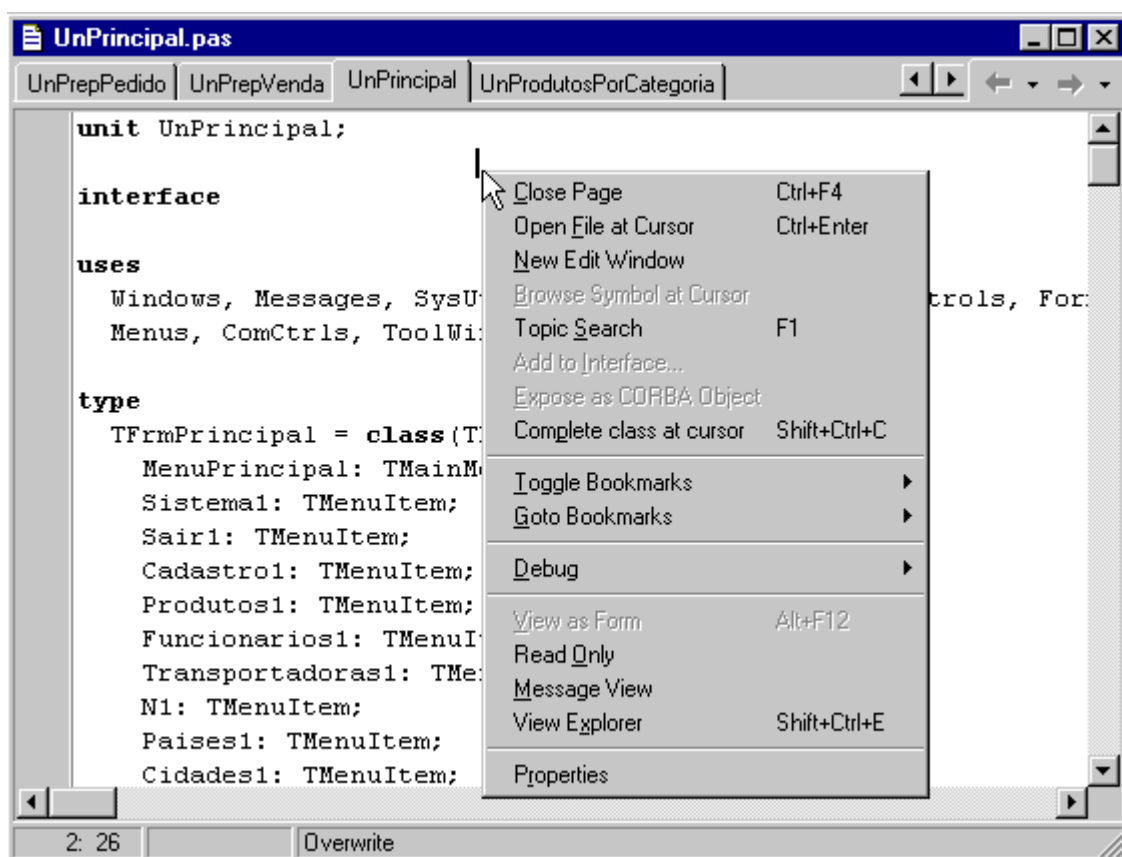 UnPrincipal.pas
UnPrepPedido UnPrepVenda UnPrincipal UnProdutosPorCategoria
unit UnPrincipal;
interface
uses
Windows, Messages, SysU trols, For
Menus, ComCtrls, ToolWi
type
TFrmPrincipal = class(T
MenuPrincipal: TMainM
Sistema1: TMenuItem;
Sair1: TMenuItem;
Cadastro1: TMenuItem;
Produtos1: TMenuItem;
Funcionarios1: TMenuI
Transportadoras1: TMe
N1: TMenuItem;
Paises1: TMenuItem;
Cidades1: TMenuItem;
Close Page Ctrl+F4
Open File at Cursor Ctrl+Enter
New Edit Window
Browse Symbol at Cursor
Topic Search F1
Add to Interface...
Expose as CORBA Object
Complete class at cursor Shift+Ctrl+C
Toggle Bookmarks
Goto Bookmarks
Debug
View as Form Alt+F12
Read Only
Message View
View Explorer Shift+Ctrl+E
Properties
2: 26 Overwrite